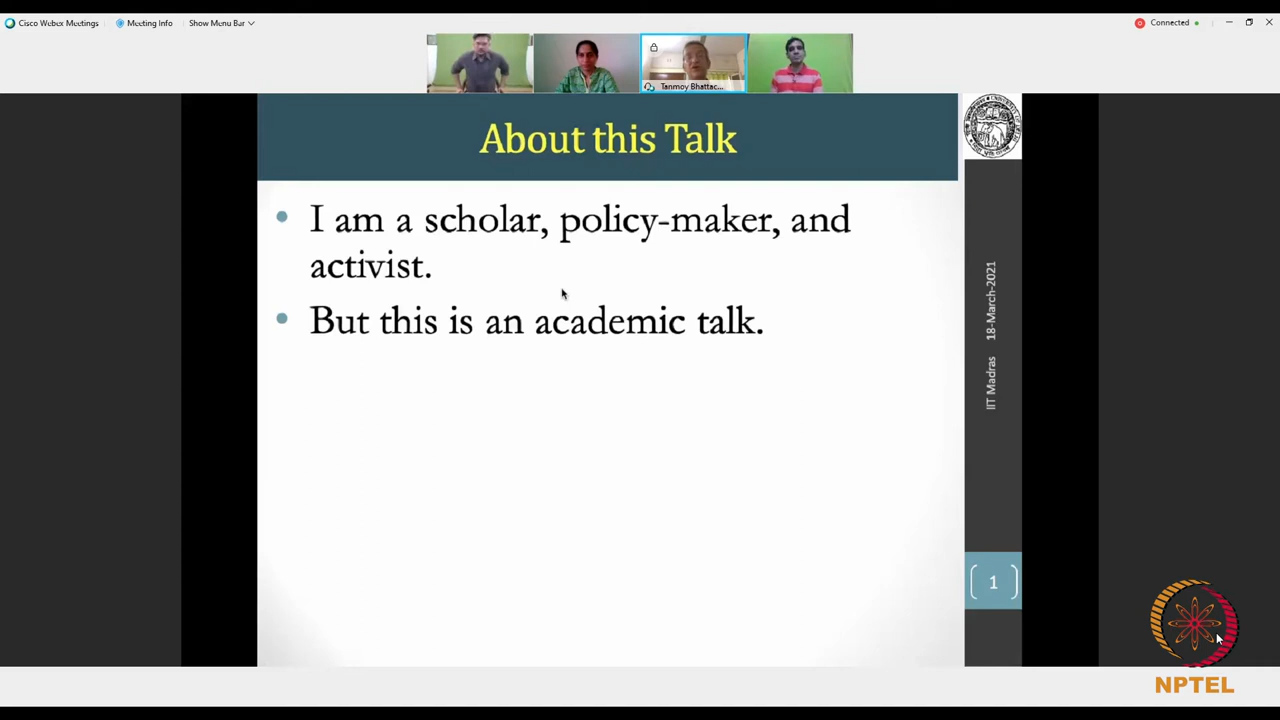 Cisco Webex Meetings
Meeting Info
Show Menu Bar
Connected
Tanmoy Bhattac...
About this Talk
• I am a scholar, policy-maker, and
activist.
• But this is an academic talk.
IIT Madras 18-March-2021
1
NPTEL